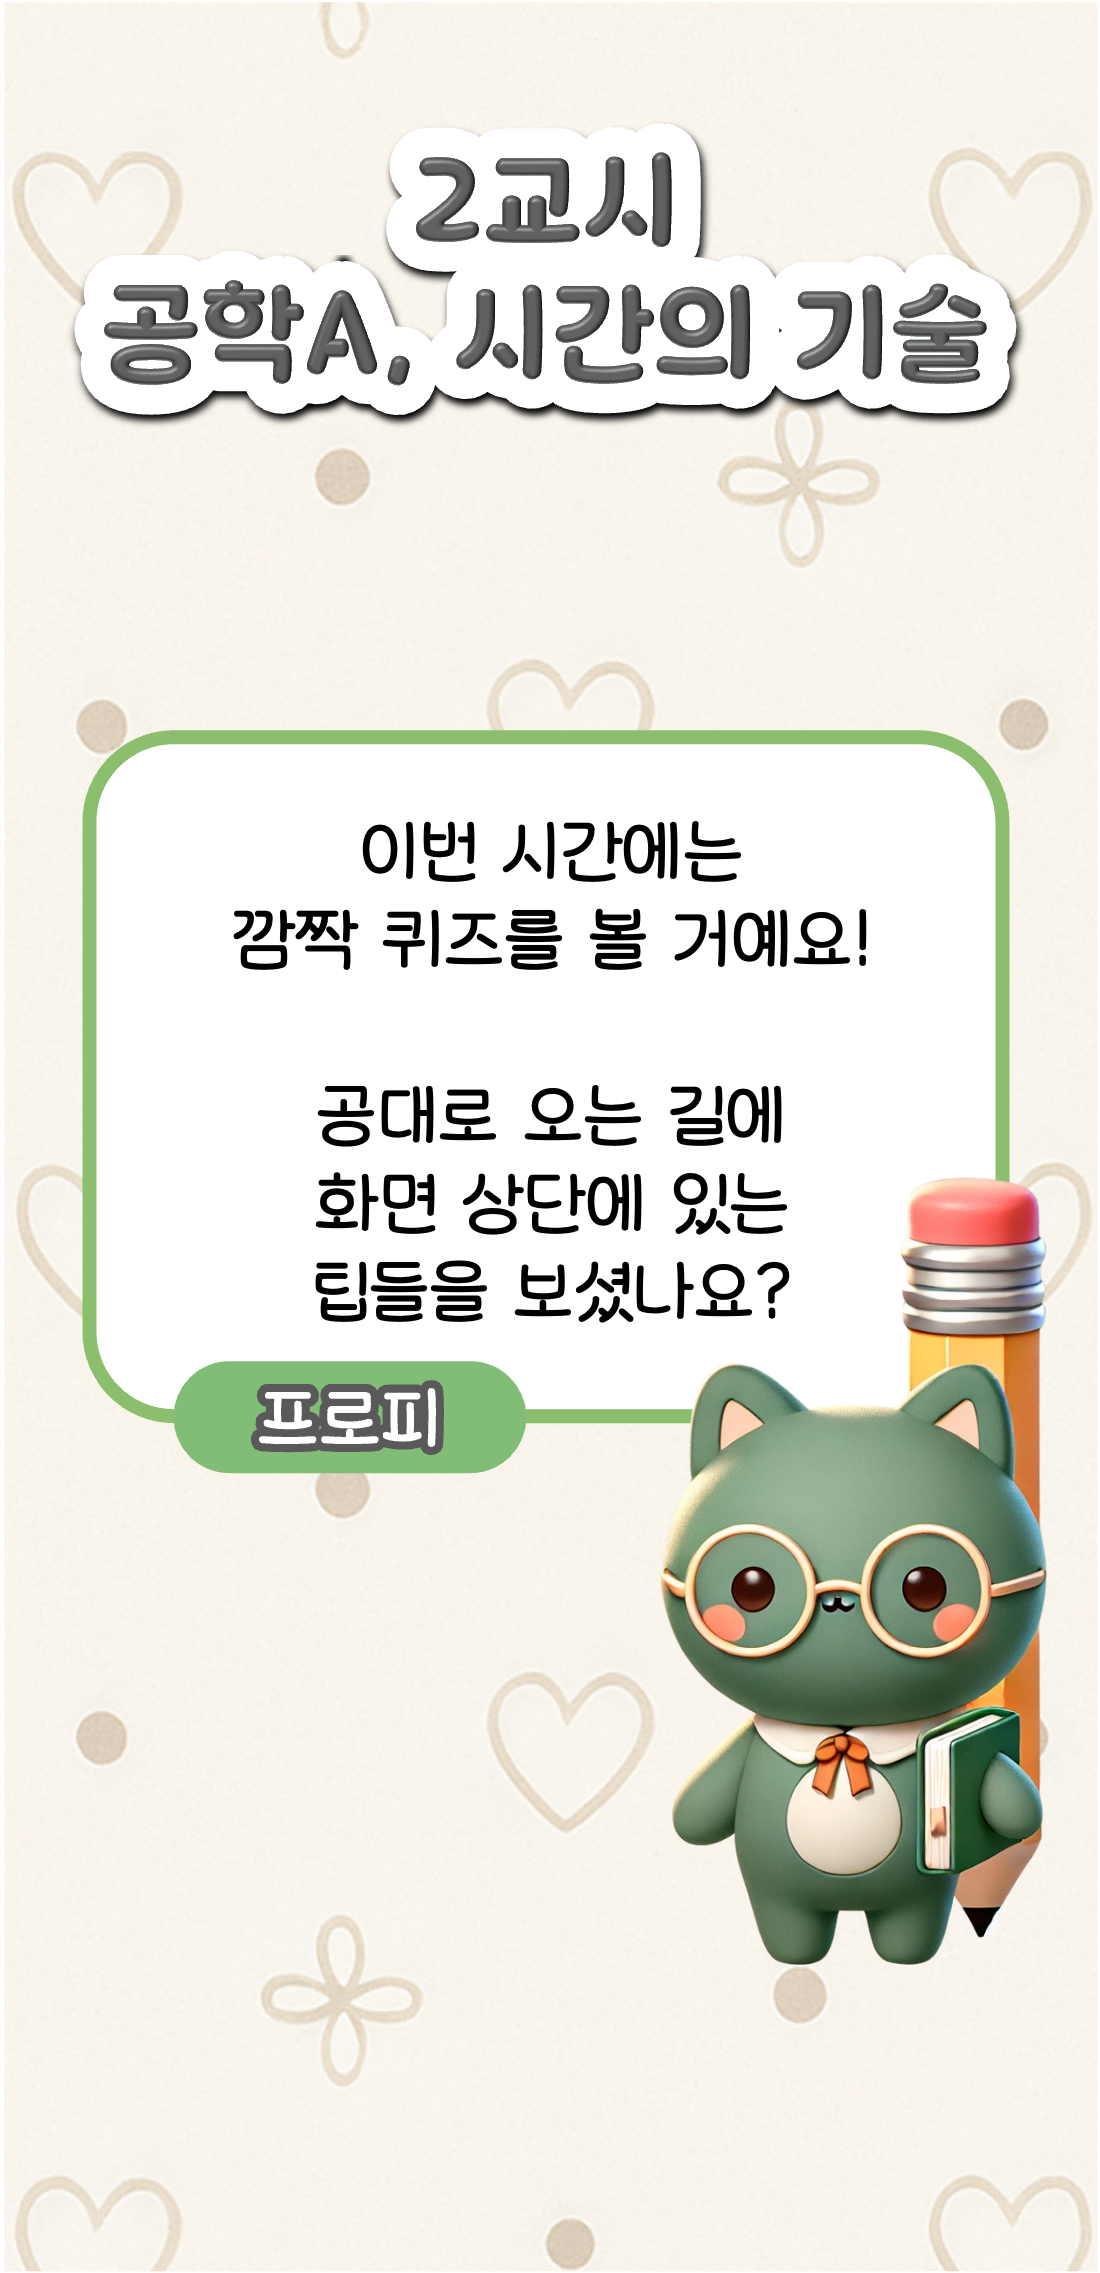 2교시
공학A, 시간의 기술
이번 시간에는
깜짝 퀴즈를 볼 거예요!
공대로 오는 길에
화면 상단에 있는
팁들을 보셨나요?
프로피